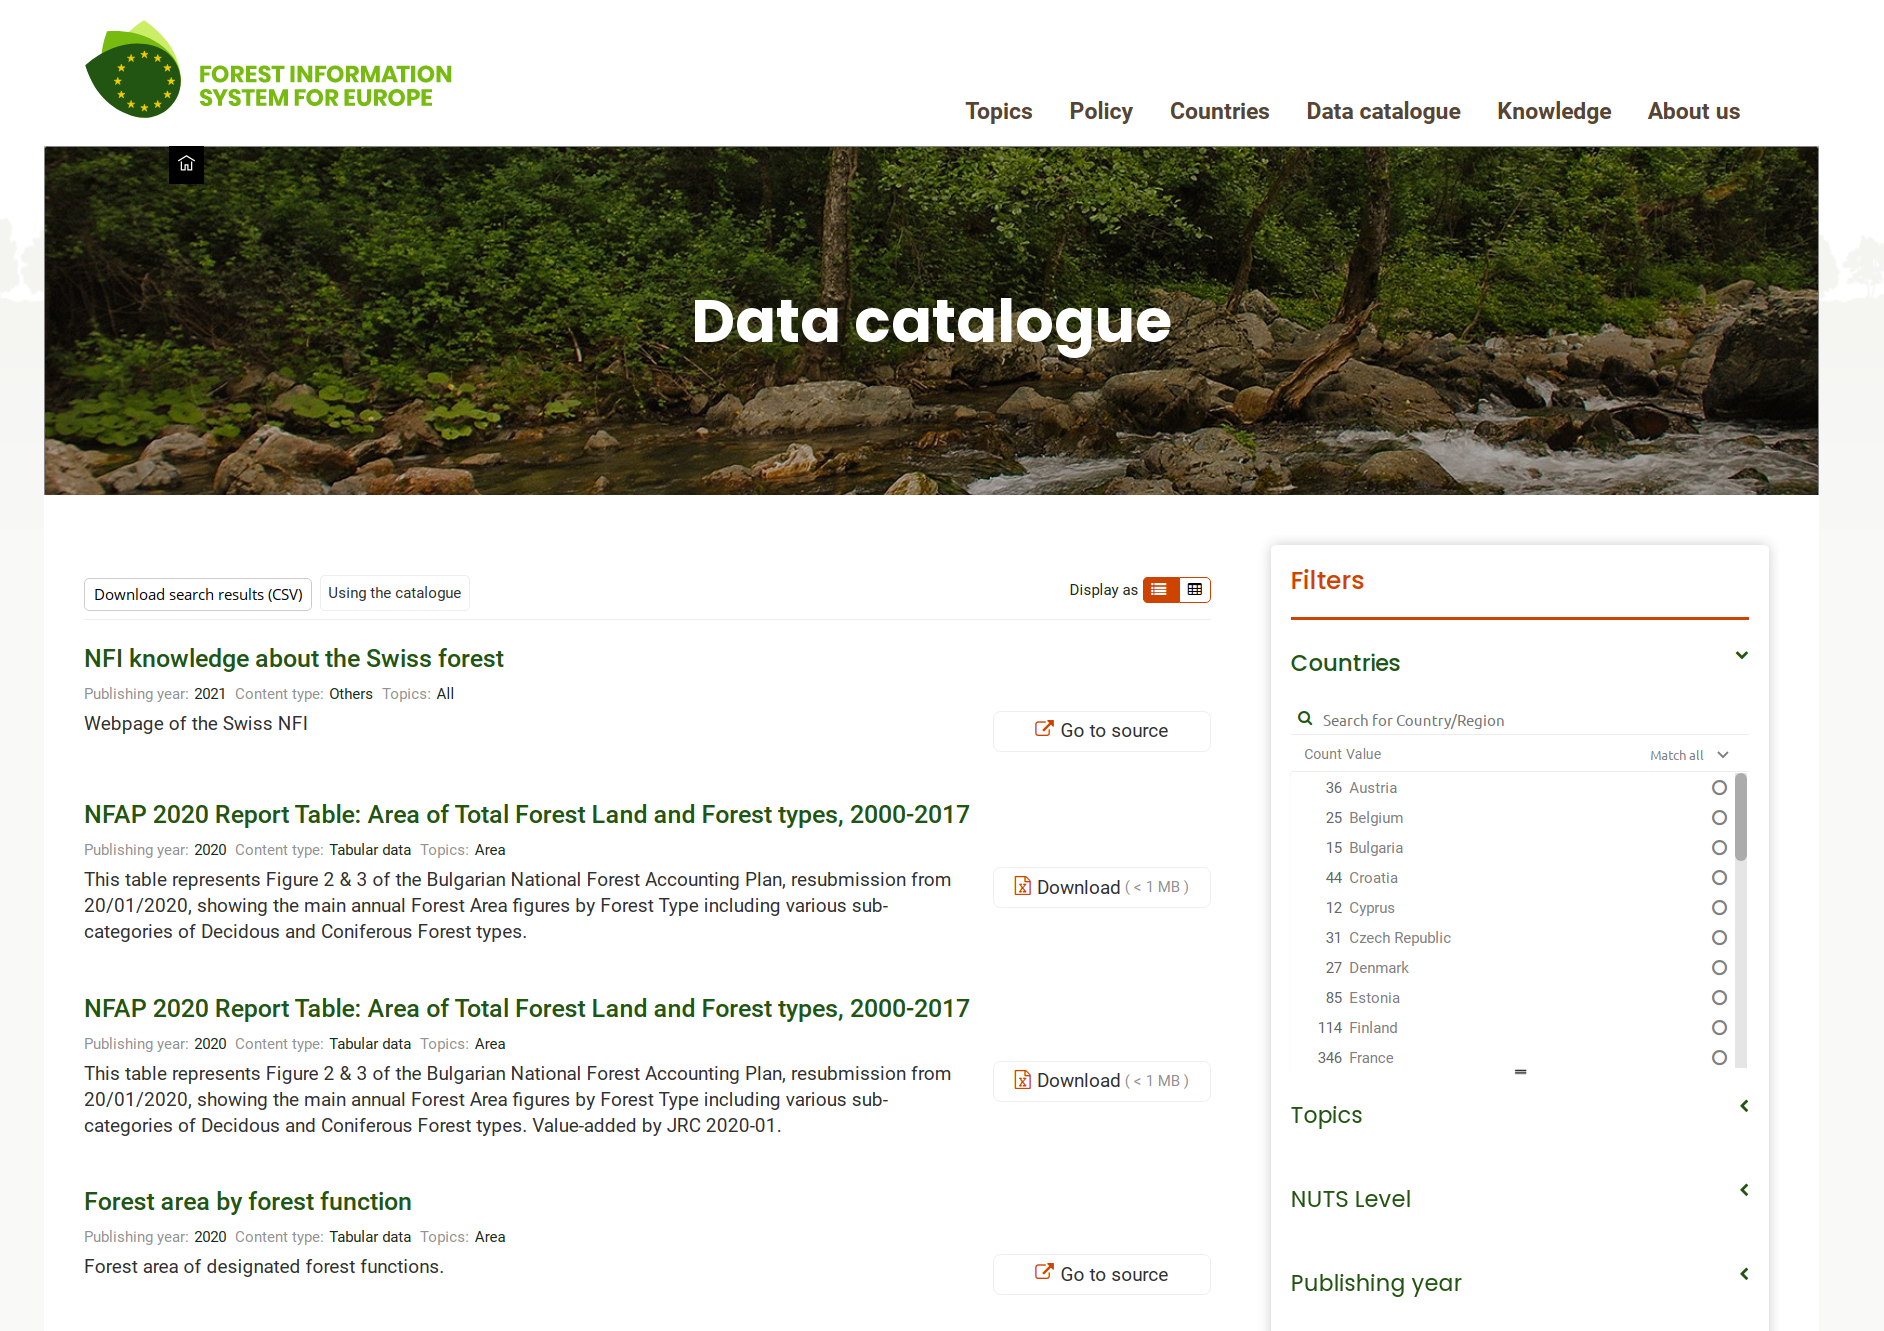 FOREST INFORMATION
SYSTEM FOR EUROPE
Topics Policy Countries Data catalogue Knowledge About us
Data catalogue
Download search results (CSV) Using the catalogue Display as
NFI knowledge about the Swiss forest
Publishing year: 2021 Content type: Others Topics: All
Webpage of the Swiss NFI
Go to source
NFAP 2020 Report Table: Area of Total Forest Land and Forest types, 2000-2017
Publishing year: 2020 Content type: Tabular data Topics: Area
This table represents Figure 2 & 3 of the Bulgarian National Forest Accounting Plan, resubmission from
20/01/2020, showing the main annual Forest Area figures by Forest Type including various sub-
categories of Decidous and Coniferous Forest types.
Download ( < 1 MB )
NFAP 2020 Report Table: Area of Total Forest Land and Forest types, 2000-2017
Publishing year: 2020 Content type: Tabular data Topics: Area
This table represents Figure 2 & 3 of the Bulgarian National Forest Accounting Plan, resubmission from
20/01/2020, showing the main annual Forest Area figures by Forest Type including various sub-
categories of Decidous and Coniferous Forest types. Value-added by JRC 2020-01.
Download ( < 1 MB )
Forest area by forest function
Publishing year: 2020 Content type: Tabular data Topics: Area
Forest area of designated forest functions.
Go to source
Filters
Countries
Search for Country/Region
Count Value Match all
36 Austria
25 Belgium
15 Bulgaria
44 Croatia
12 Cyprus
31 Czech Republic
27 Denmark
85 Estonia
114 Finland
346 France
Topics
NUTS Level
Publishing year